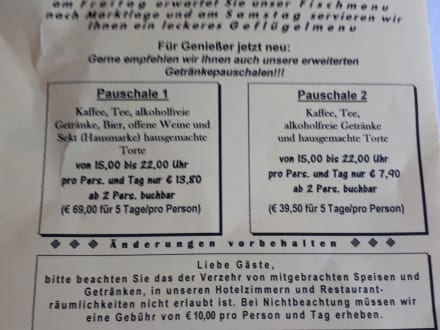 am Freitag erwartet Sie unser Fischmenu
nach Marktlage und am Samstag servieren wir
Ihnen ein leckeres Geflügelmenu
Für Genießer jetzt neu:
Gerne empfehlen wir Ihnen auch unsere erweiterten
Getränkepauschalen!!!
Pauschale 1
Kaffee, Tee, alkoholfreie
Getränke, Bier, offene Weine und
Sekt (Hausmarke) hausgemachte
Torte
von 15,00 bis 22,00 Uhr
pro Pers. und Tag nur € 13,80
ab 2 Pers. buchbar
(€ 69,00 für 5 Tage/pro Person)
Pauschale 2
Kaffee, Tee,
alkoholfreie Getränke
und hausgemachte Torte
von 15,00 bis 22,00 Uhr
pro Pers. und Tag nur € 7,90
ab 2 Pers. buchbar
(€ 39,50 für 5 Tage/pro Person)
Änderungen vorbehalten
Liebe Gäste,
bitte beachten Sie das der Verzehr von mitgebrachten Speisen und
Getränken, in unseren Hotelzimmern und Restaurant-
räumlichkeiten nicht erlaubt ist. Bei Nichtbeachtung müssen wir
eine Gebühr von € 10,00 pro Person und Tag erheben.